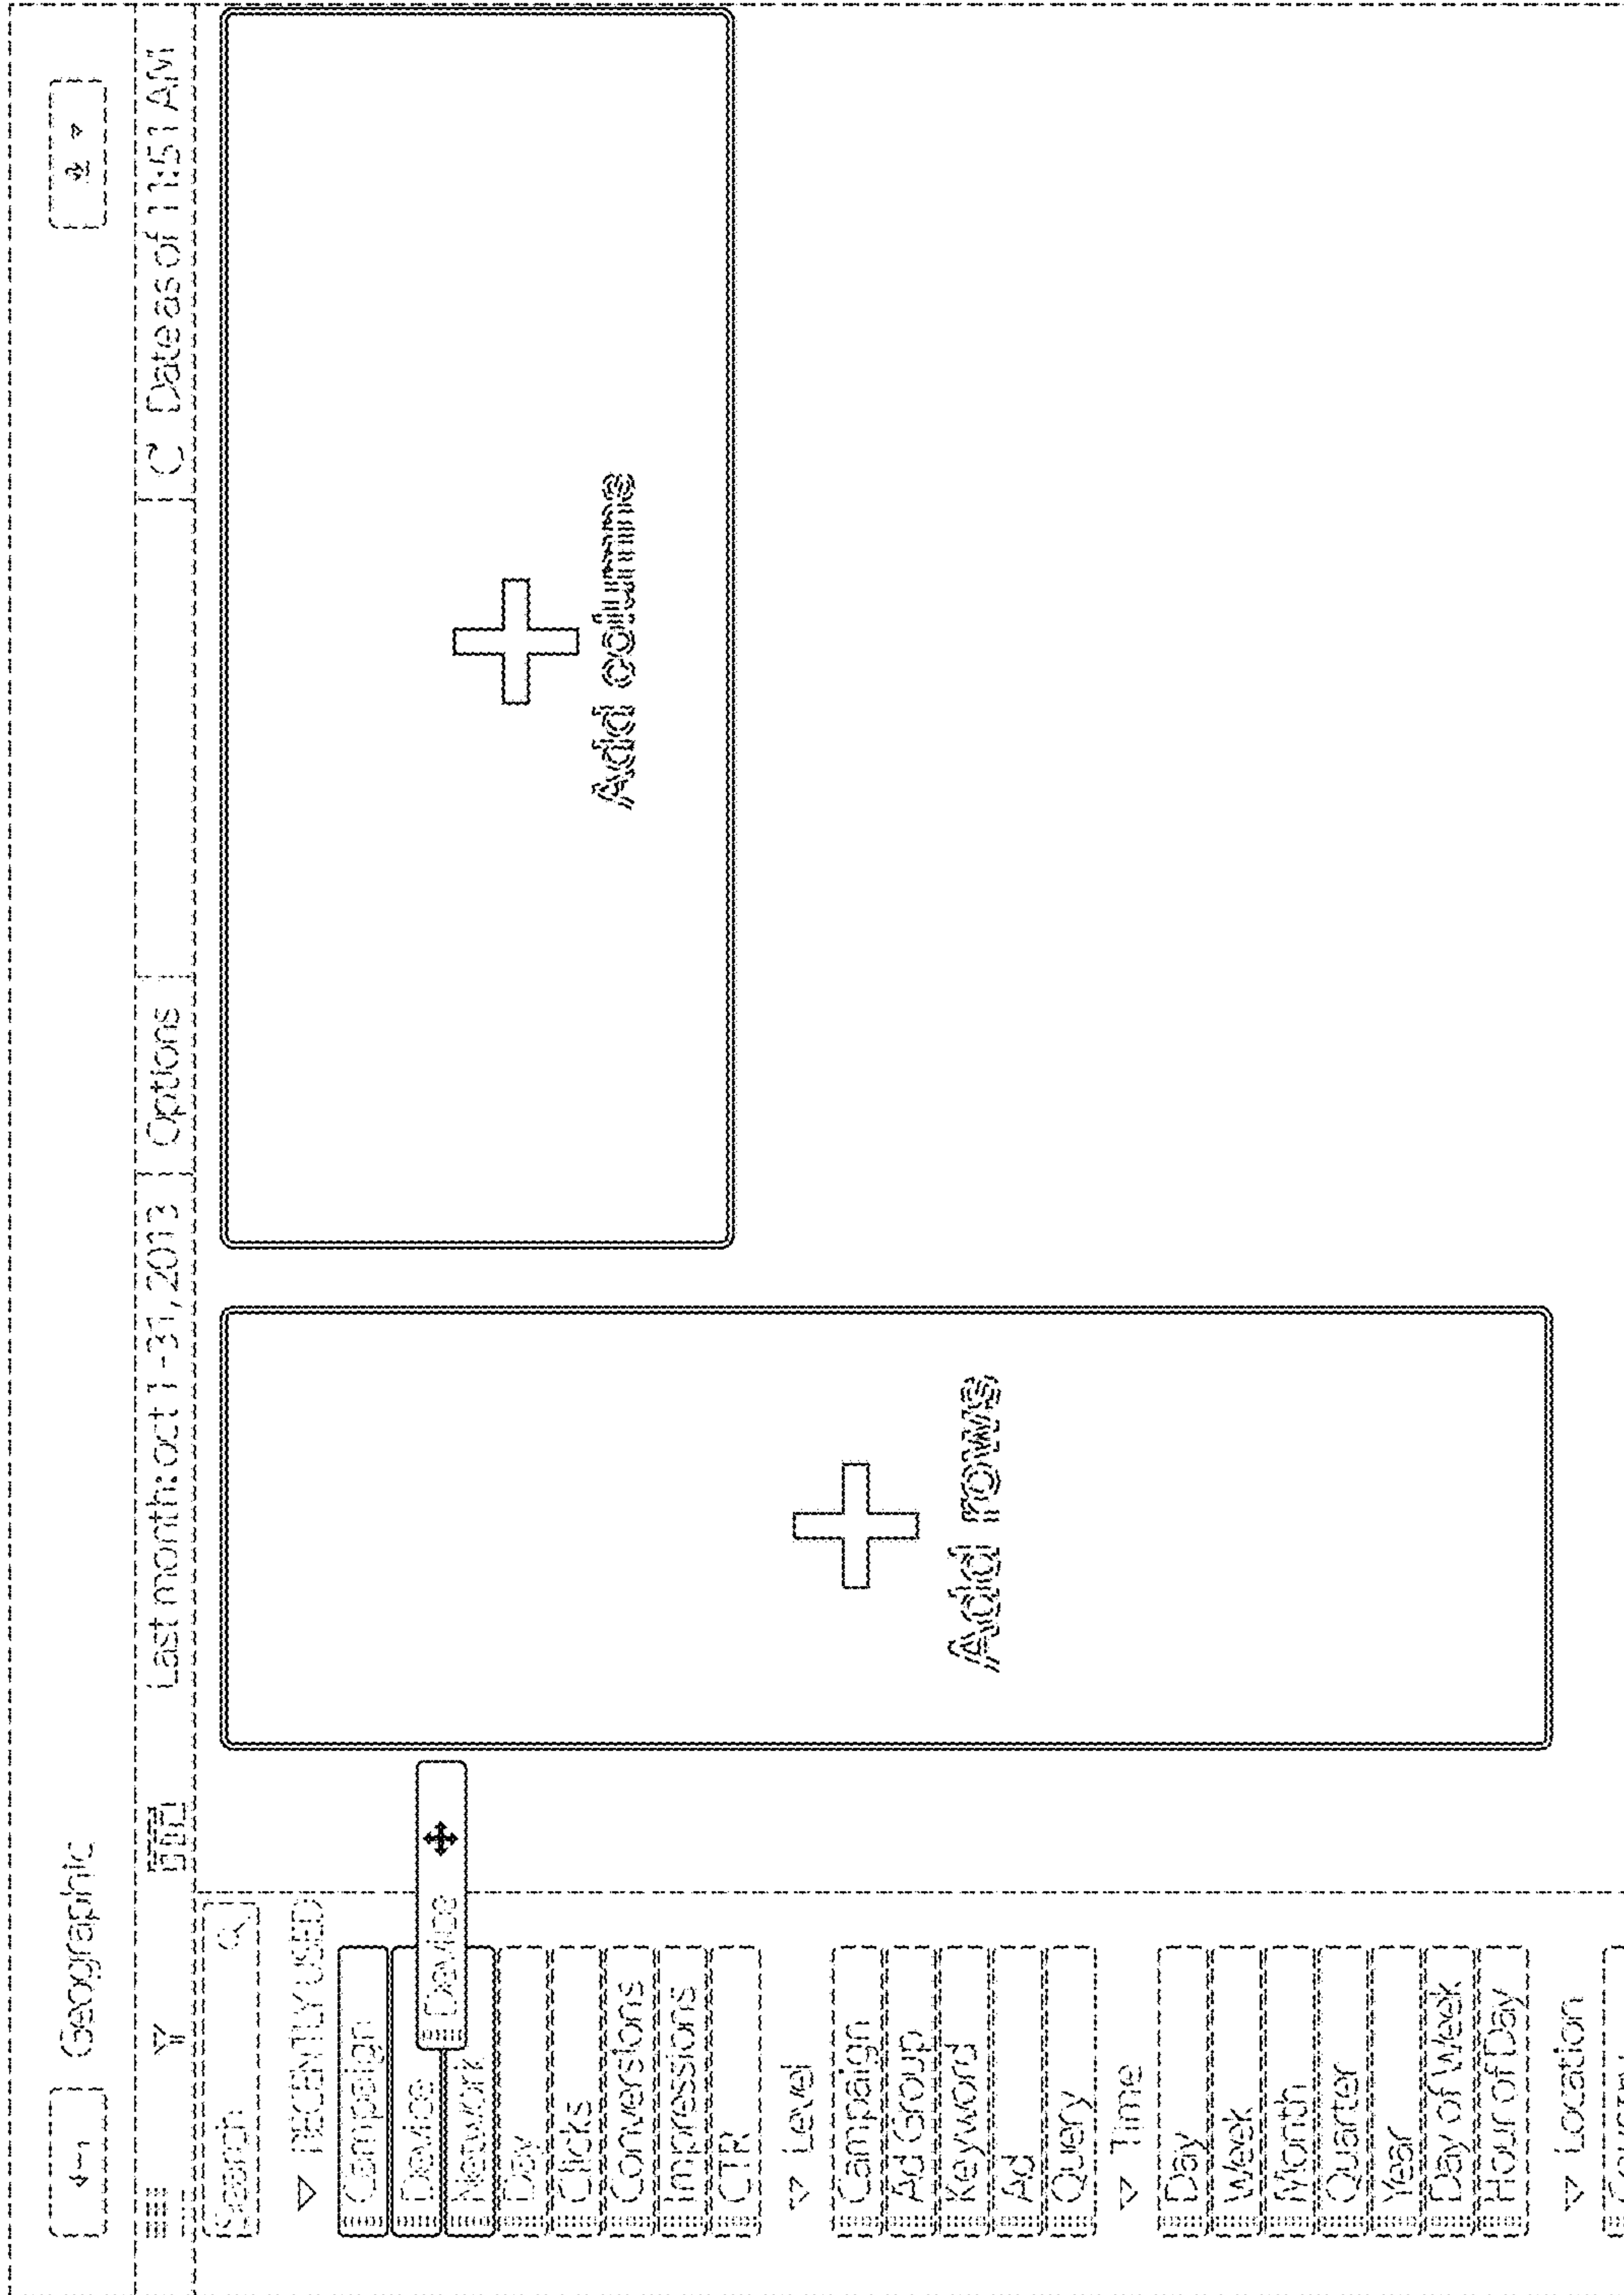 Geographic
Last month: oct 1 -31, 2013 Options C Date as of 11:51 AM
Search
RECENTLY USED
Campaign
Device
Device
Network
Day
Clicks
Conversions
Impressions
CTR
Level
Campaign
Ad Group
Keyword
Ad
Query
Time
Day
Week
Month
Quarter
Year
Day of Week
Hour of Day
Location
Add rows
Add columns